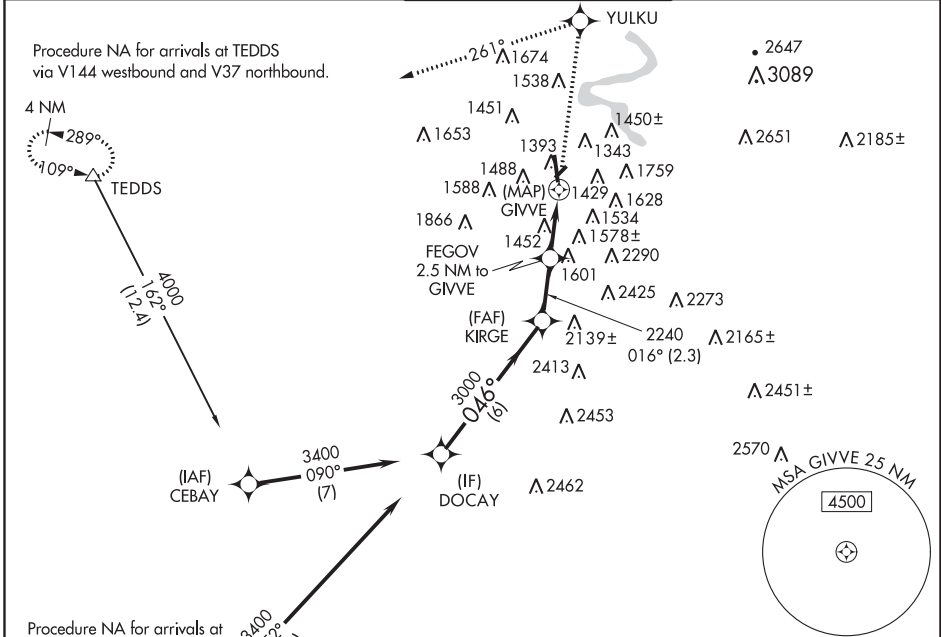 YULKU
Procedure NA for arrivals at TEDDS
via V144 westbound and V37 northbound.
261°
1674
2647
3089
1538
4 NM
289°
109°
TEDDS
1451
1653
1450±
1343
2651
2185±
1393
1488
1588
(MAP)
GIVVE
1429
1759
1628
1866
1452
1534
1578±
FEGOV
2.5 NM to
GIVVE
1601
2290
4000
162°
(12.4)
2425
2273
(FAF)
KIRGE
2139±
2240
016° (2.3)
2165±
2413
3000
046°
(6)
2451±
2453
2570
(IAF)
CEBAY
3400
090°
(7)
(IF)
DOCAY
2462
MSA GIVVE 25 NM
4500
Procedure NA for arrivals at
3400